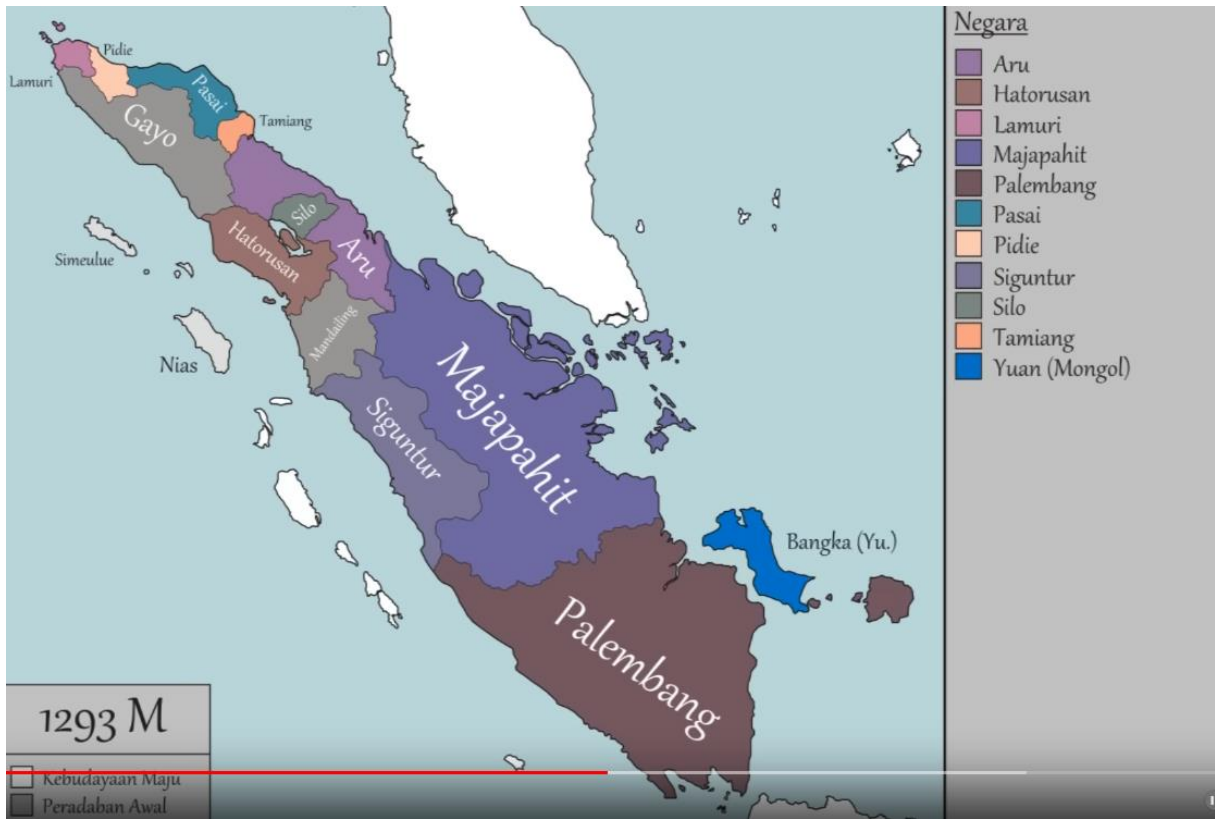 Pidie
Lamuri
Pasai
Gayo
Tamiang
Silo
Hatorusan
Aru
Simeulue
Mandailing
Nias
Majapahit
Siguntur
Bangka (Yu.)
Palembang
Negara
Aru
Hatorusan
Lamuri
Majapahit
Palembang
Pasai
Pidie
Siguntur
Silo
Tamiang
Yuan (Mongol)
1293 M
Kebudayaan Maju
Peradaban Awal